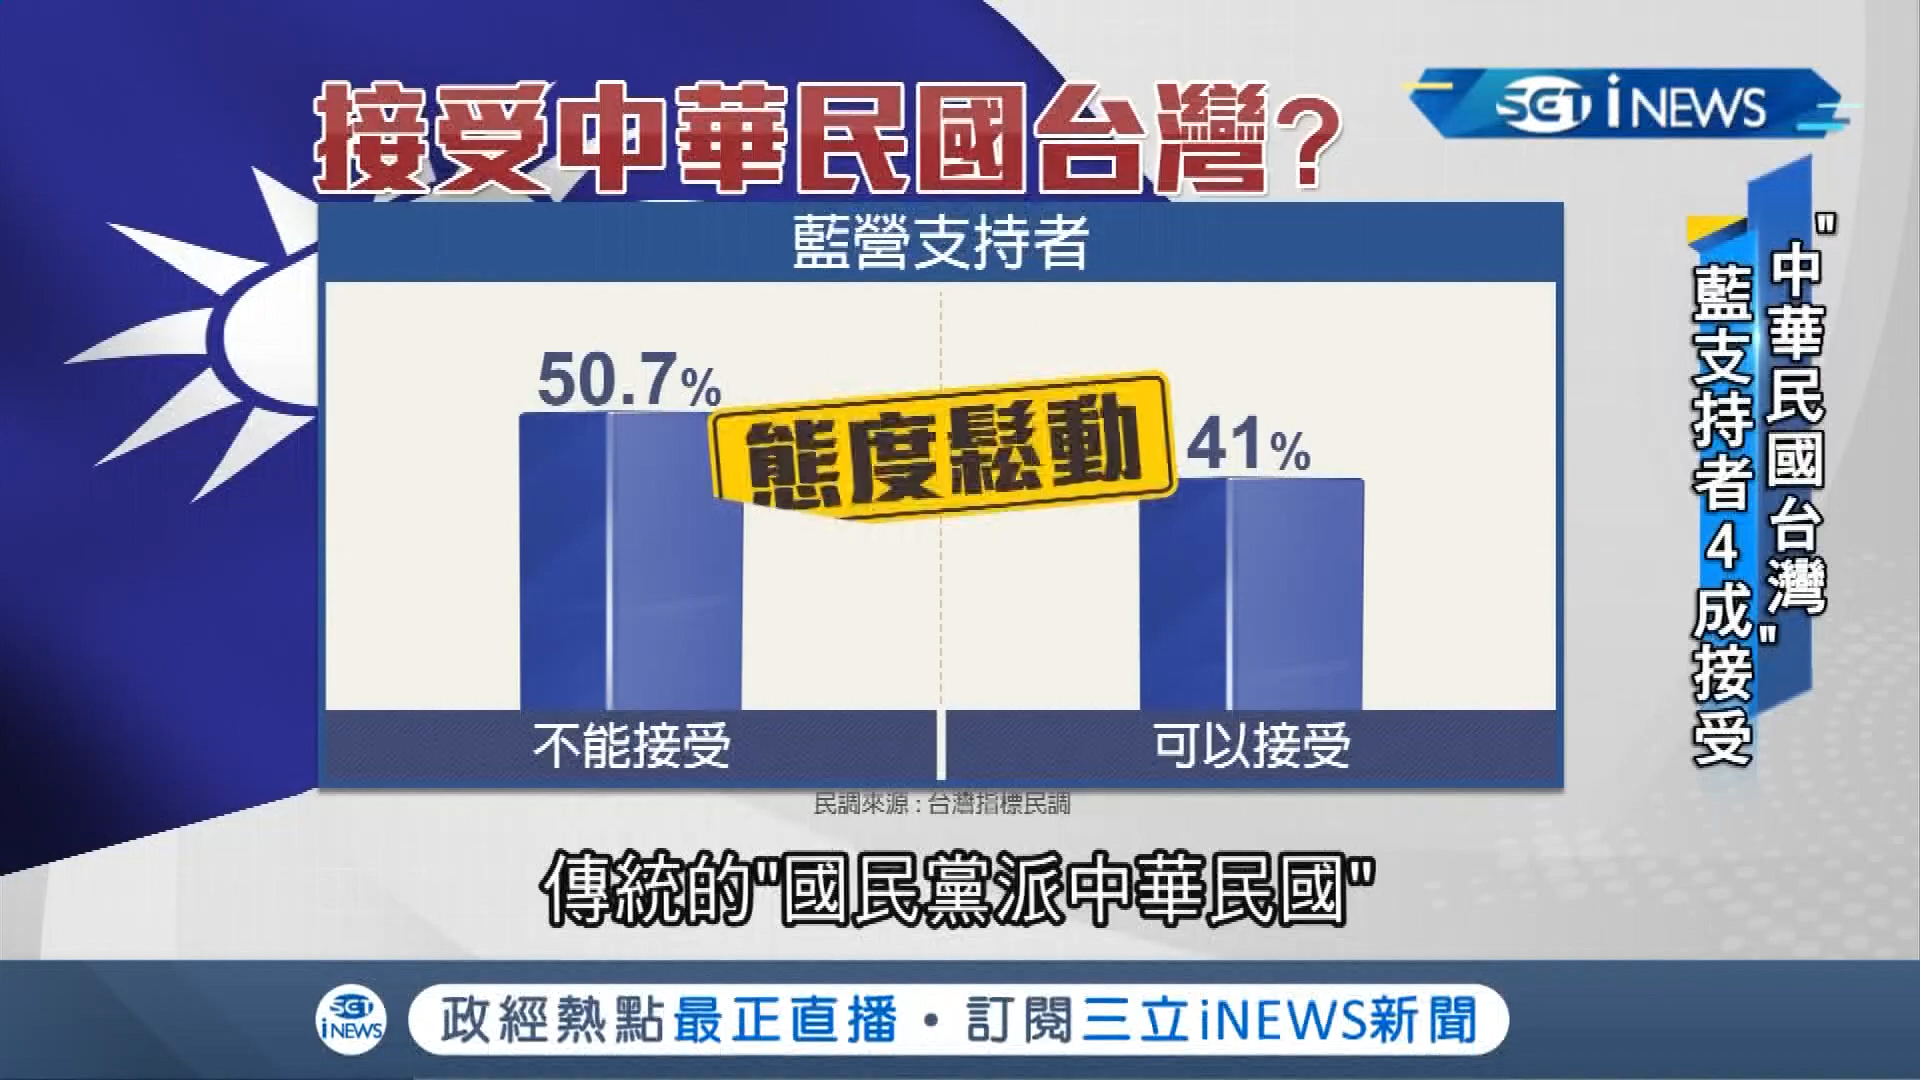 接受中華民國台灣?
SET iNEWS
藍營支持者
50.7%
態度鬆動
41%
不能接受
可以接受
民調來源:台灣指標民調
"中華民國台灣"
藍支持者4成接受
傳統的"國民黨派中華民國"
SET iNEWS
政經熱點最正直播・訂閱三立iNEWS新聞